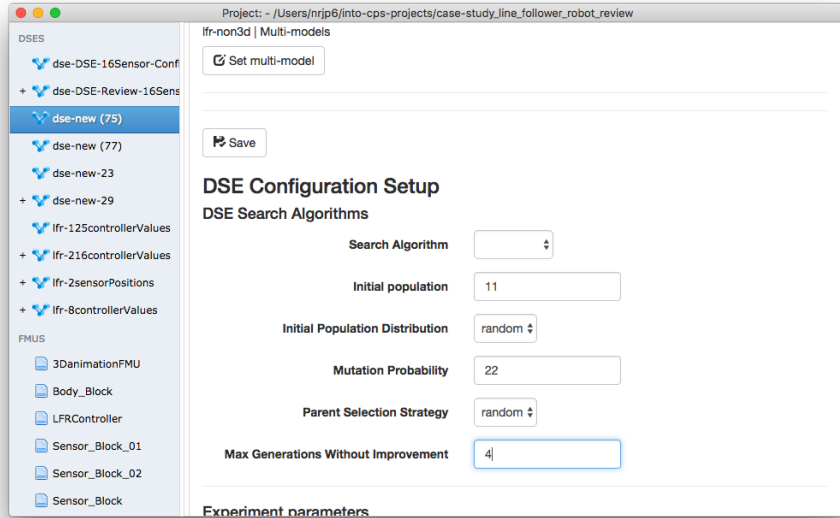 Project: - /Users/nrjp6/into-cps-projects/case-study_line_follower_robot_review
DSES
dse-DSE-16Sensor-Confi
+ dse-DSE-Review-16Sens
dse-new (75)
dse-new (77)
dse-new-23
+ dse-new-29
lfr-125controllerValues
+ lfr-216controllerValues
+ lfr-2sensorPositions
+ lfr-8controllerValues
FMUS
3DanimationFMU
Body_Block
LFRController
Sensor_Block_01
Sensor_Block_02
Sensor_Block
lfr-non3d | Multi-models
Set multi-model
Save
DSE Configuration Setup
DSE Search Algorithms
Search Algorithm
Initial population 11
Initial Population Distribution random
Mutation Probability 22
Parent Selection Strategy random
Max Generations Without Improvement 4
Experiment parameters